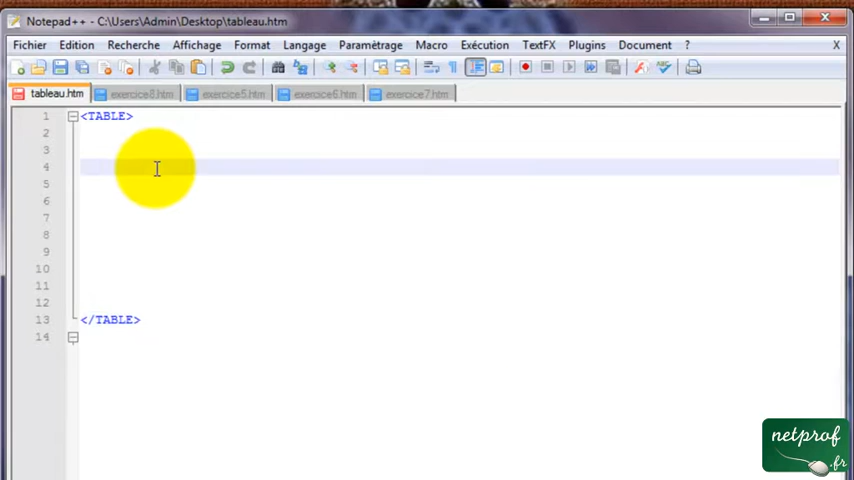 Notepad++ - C:\Users\Admin\Desktop\tableau.htm
Fichier Edition Recherche Affichage Format Langage Paramètrage Macro Exécution TextFX Plugins Document ? X
tableau.htm exercice8.htm exercice5.htm exercice6.htm exercice7.htm
1 <TABLE>
2
3
4
5
6
7
8
9
10
11
12
13 </TABLE>
14
netprof
.fr